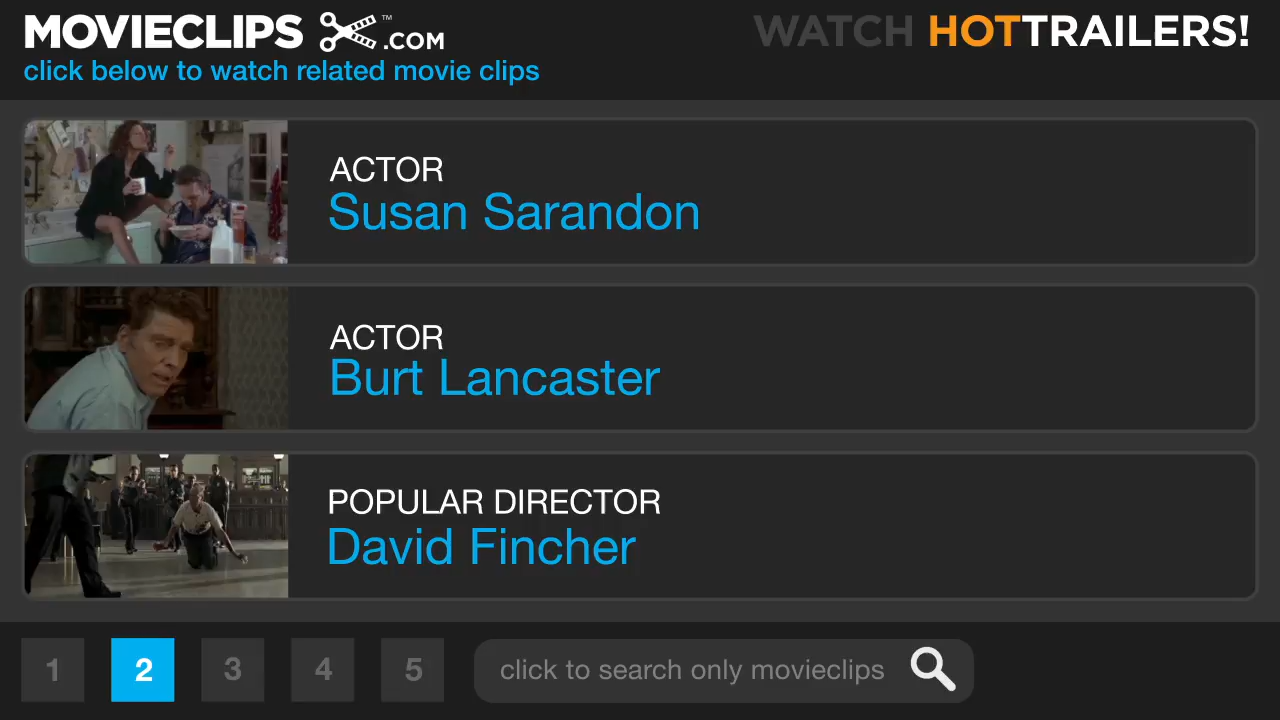 MOVIECLIPS ™ .COM
WATCH HOTTRAILERS!
click below to watch related movie clips
ACTOR
Susan Sarandon
ACTOR
Burt Lancaster
POPULAR DIRECTOR
David Fincher
1 2 3 4 5
click to search only movieclips